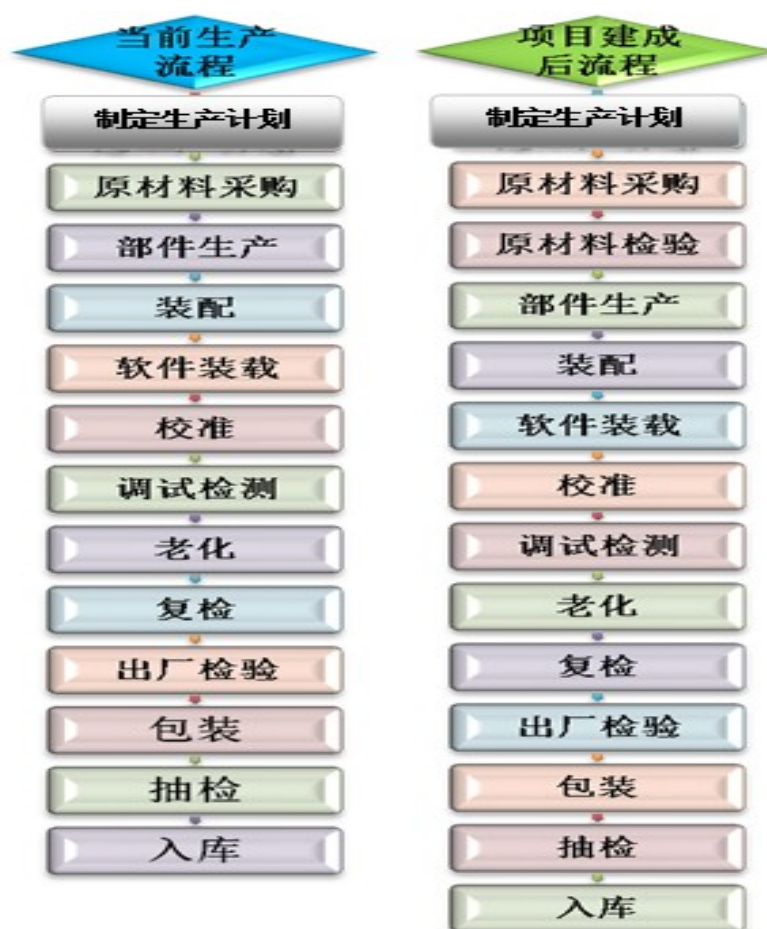 当前生产
流程
制定生产计划
原材料采购
部件生产
装配
软件装载
校准
调试检测
老化
复检
出厂检验
包装
抽检
入库
项目建成
后流程
制定生产计划
原材料采购
原材料检验
部件生产
装配
软件装载
校准
调试检测
老化
复检
出厂检验
包装
抽检
入库